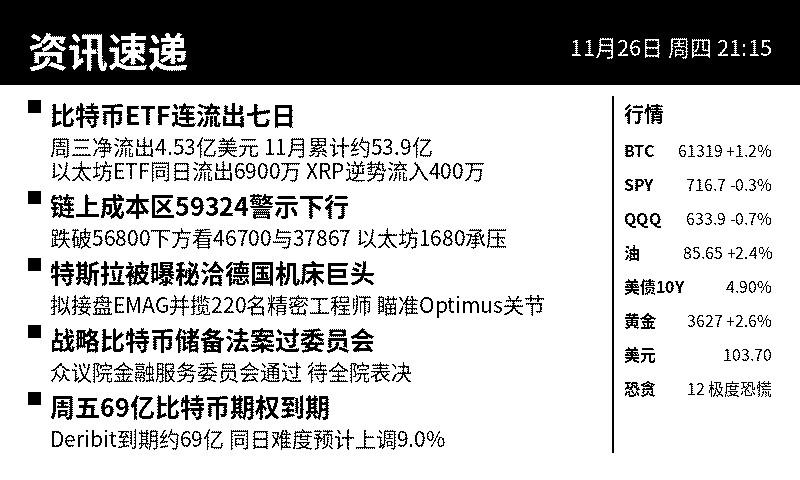 资讯速递
11月26日 周四 21:15
比特币ETF连流出七日
周三净流出4.53亿美元 11月累计约53.9亿
以太坊ETF同日流出6900万 XRP逆势流入400万
链上成本区59324警示下行
跌破56800下方看46700与37867 以太坊1680承压
特斯拉被曝秘洽德国机床巨头
拟接盘EMAG并揽220名精密工程师 瞄准Optimus关节
战略比特币储备法案过委员会
众议院金融服务委员会通过 待全院表决
周五69亿比特币期权到期
Deribit到期约69亿 同日难度预计上调9.0%
行情
BTC 61319 +1.2%
SPY 716.7 -0.3%
QQQ 633.9 -0.7%
油 85.65 +2.4%
美债10Y 4.90%
黄金 3627 +2.6%
美元 103.70
恐贪 12 极度恐慌